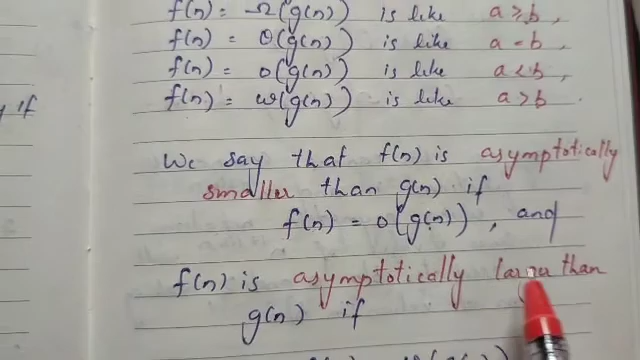 f(n) = Ω(g(n)) is like a ≥ b,
f(n) = θ(g(n)) is like a = b,
f(n) = o(g(n)) is like a < b,
f(n) = ω(g(n)) is like a > b.
y if
We say that f(n) is asymptotically
smaller than g(n) if
f(n) = o(g(n)), and
f(n) is asymptotically larger than
g(n) if